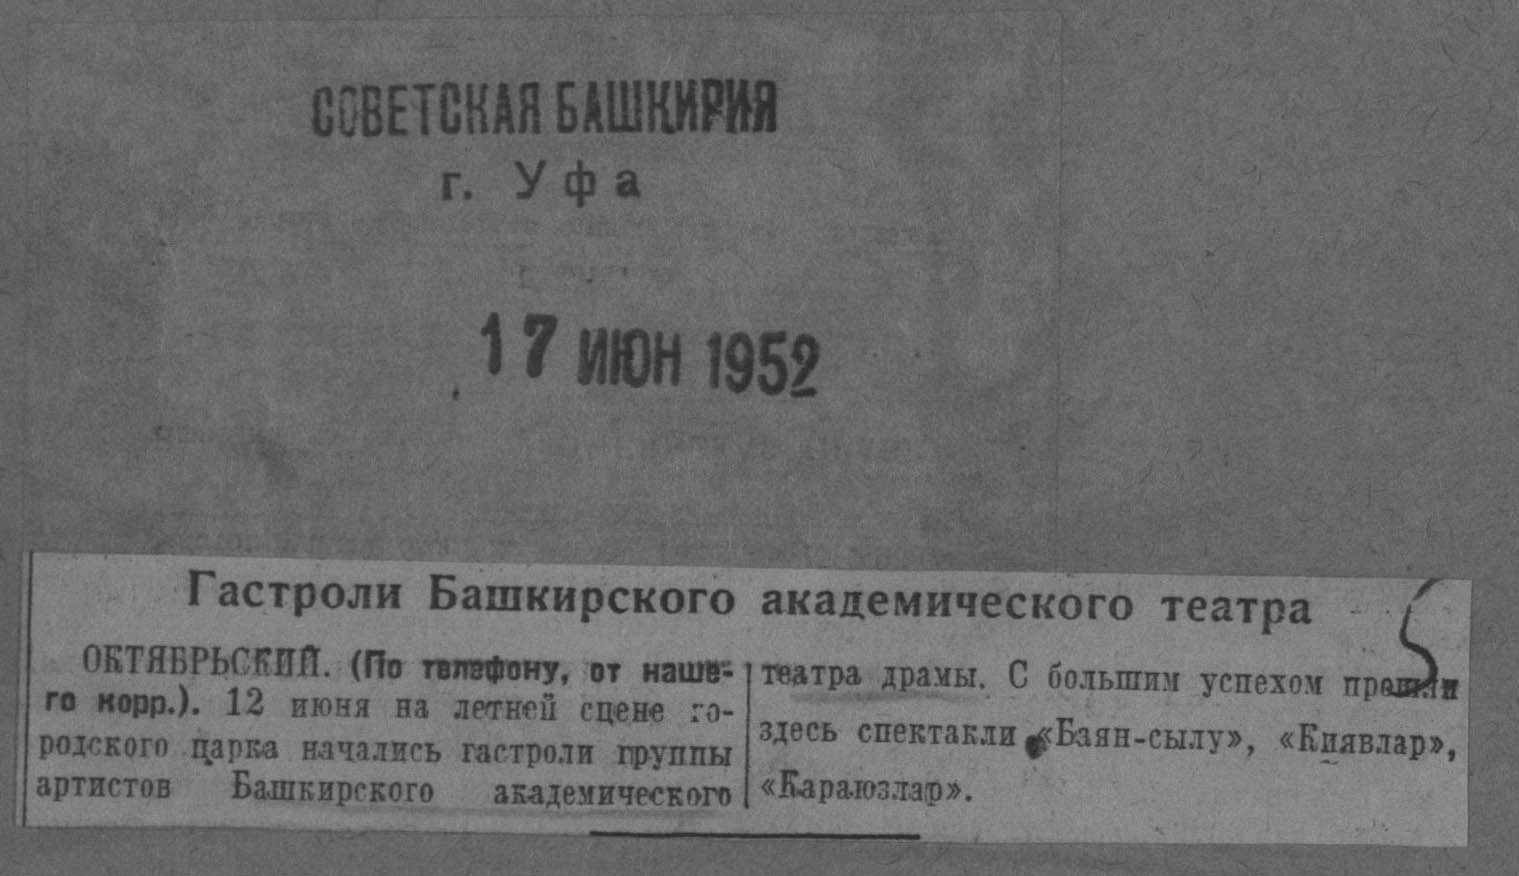 СОВЕТСКАЯ БАШКИРИЯ
г. Уфа
17 ИЮН 1952
Гастроли Башкирского академического театра
ОКТЯБРЬСКИЙ. (По телефону, от наше-
го корр.). 12 июня на летней сцене го-
родского парка начались гастроли группы
артистов Башкирского академического
театра драмы. С большим успехом прошли
здесь спектакли «Баян-сылу», «Киявлар»,
«Караюзлар».
5